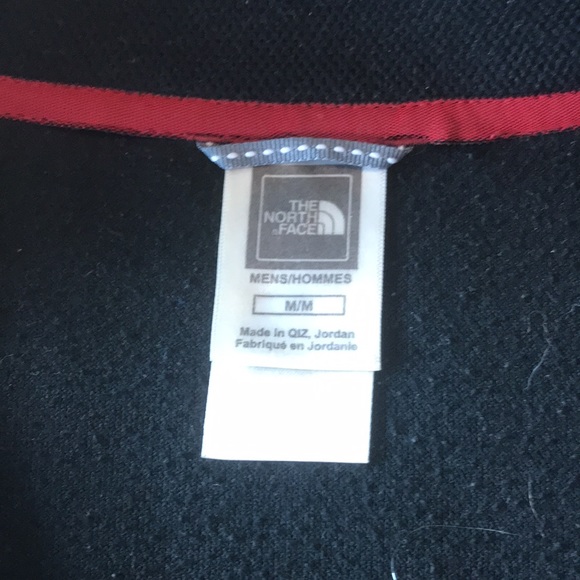 THE
NORTH
FACE
MENS/HOMMES
M/M
Made in QIZ, Jordan
Fabriqué en Jordanie